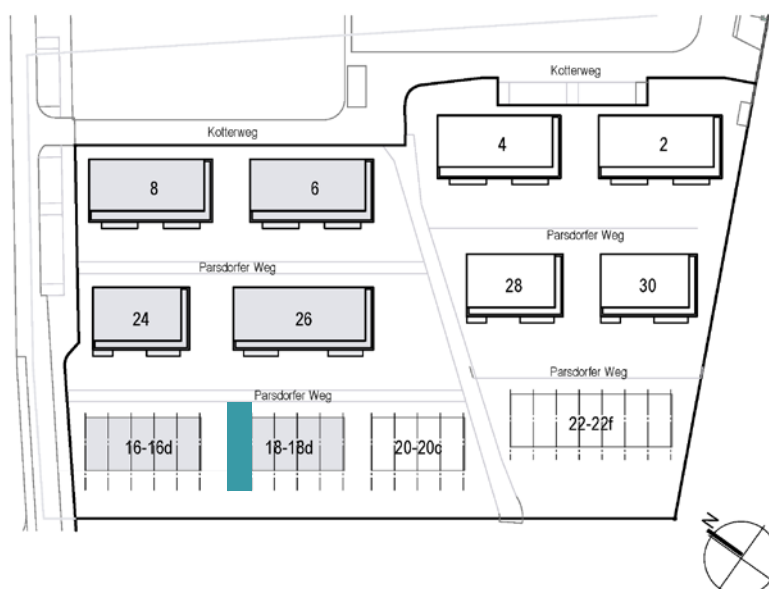 Kotterweg
Kotterweg
4
2
8
6
Parsdorfer Weg
Parsdorfer Weg
28
30
24
26
Parsdorfer Weg
Parsdorfer Weg
22-22f
16-16d
18-18d
20-20c
N